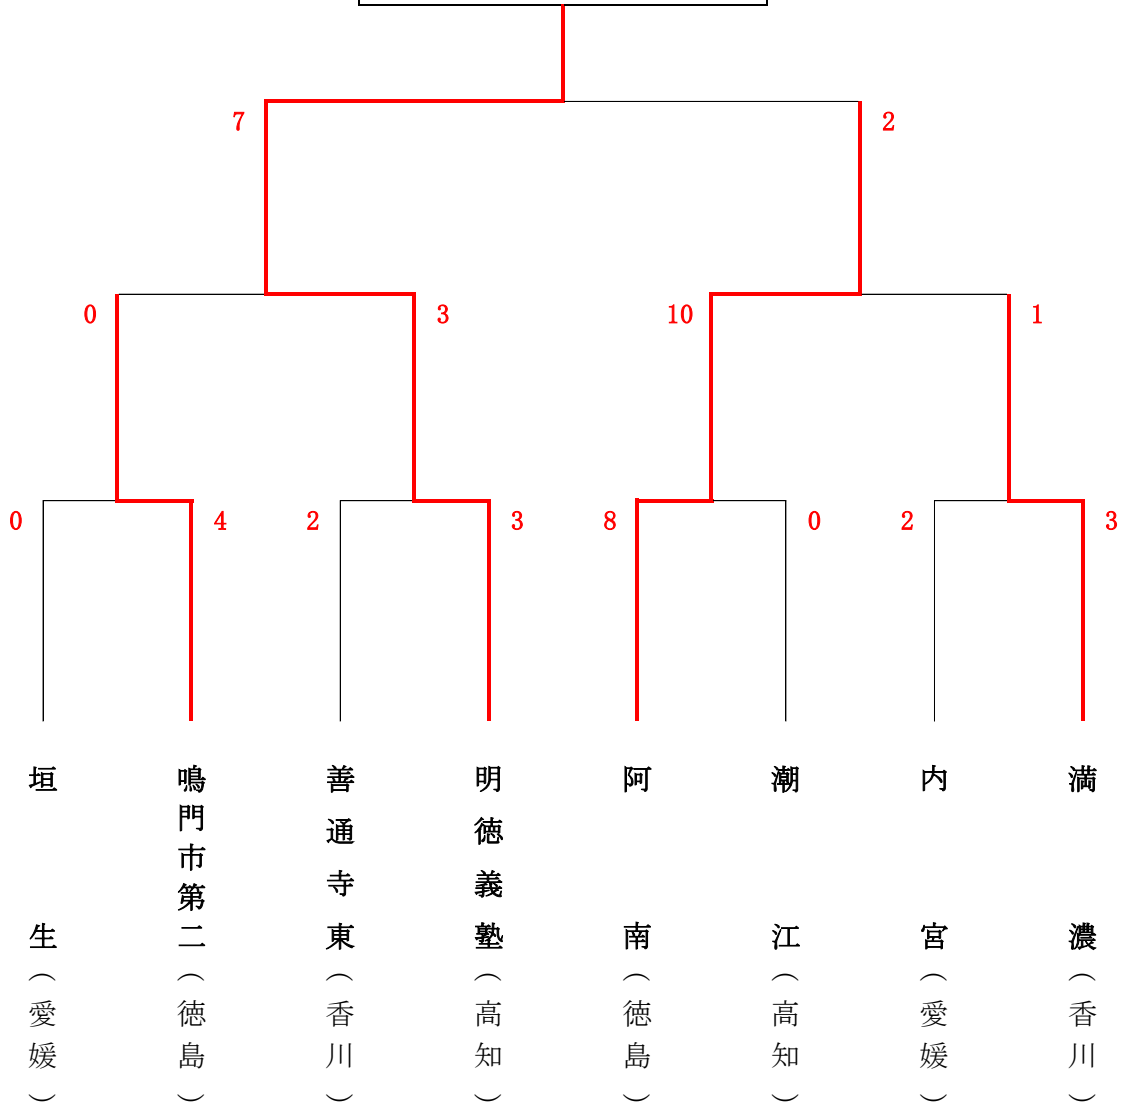 7
2
0
3
10
1
0
4
2
3
8
0
2
3
垣生（愛媛）
鳴門市第二（徳島）
善通寺東（香川）
明徳義塾（高知）
阿南（徳島）
潮江（高知）
内宮（愛媛）
満濃（香川）